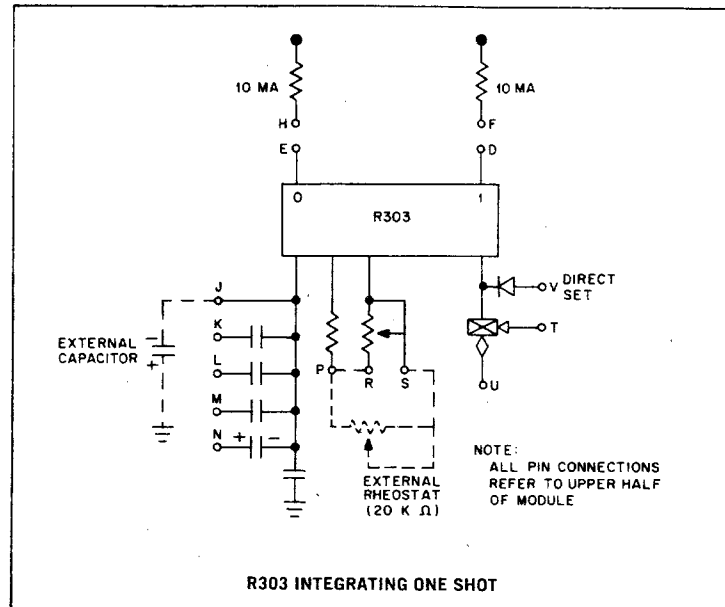 10 MA
10 MA
H
F
E
D
0
1
R303
J
V DIRECT
SET
K
T
EXTERNAL
CAPACITOR
-
+
L
P
R
S
U
M
N
+ -
NOTE:
ALL PIN CONNECTIONS
REFER TO UPPER HALF
OF MODULE
EXTERNAL
RHEOSTAT
(20 K Ω)
R303 INTEGRATING ONE SHOT